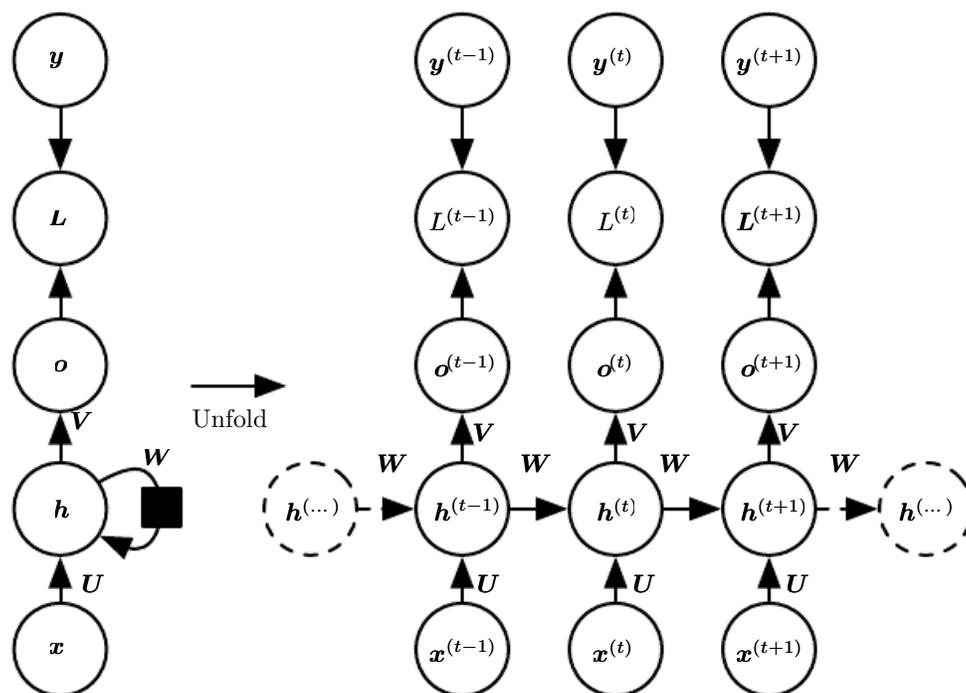 y y^(t−1) y^(t) y^(t+1)
L L^(t−1) L^(t) L^(t+1)
o o^(t−1) o^(t) o^(t+1)
Unfold
V V V V
W W W W W
h h^(...) h^(t−1) h^(t) h^(t+1) h^(...)
U U U U
x x^(t−1) x^(t) x^(t+1)